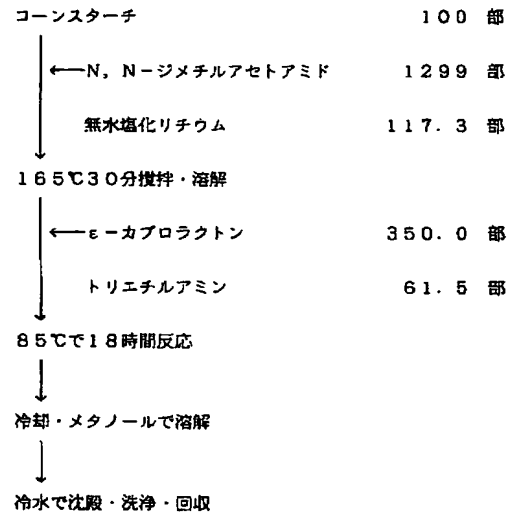 コーンスターチ 100 部
←N，N－ジメチルアセトアミド 1299 部
無水塩化リチウム 117．3 部
165℃30分撹拌・溶解
←ε－カプロラクトン 350．0 部
トリエチルアミン 61．5 部
85℃で18時間反応
冷却・メタノールで溶解
冷水で沈殿・洗浄・回収